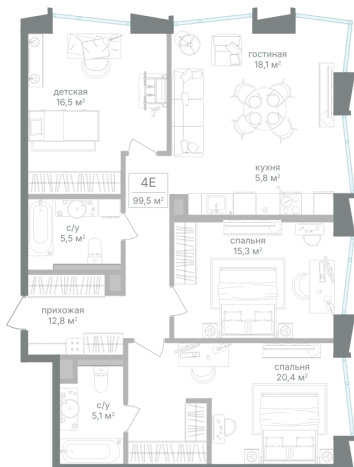 гостиная
18,1 м²
детская
16,5 м²
кухня
5,8 м²
4Е
99,5 м²
с/у
5,5 м²
спальня
15,3 м²
прихожая
12,8 м²
спальня
20,4 м²
с/у
5,1 м²